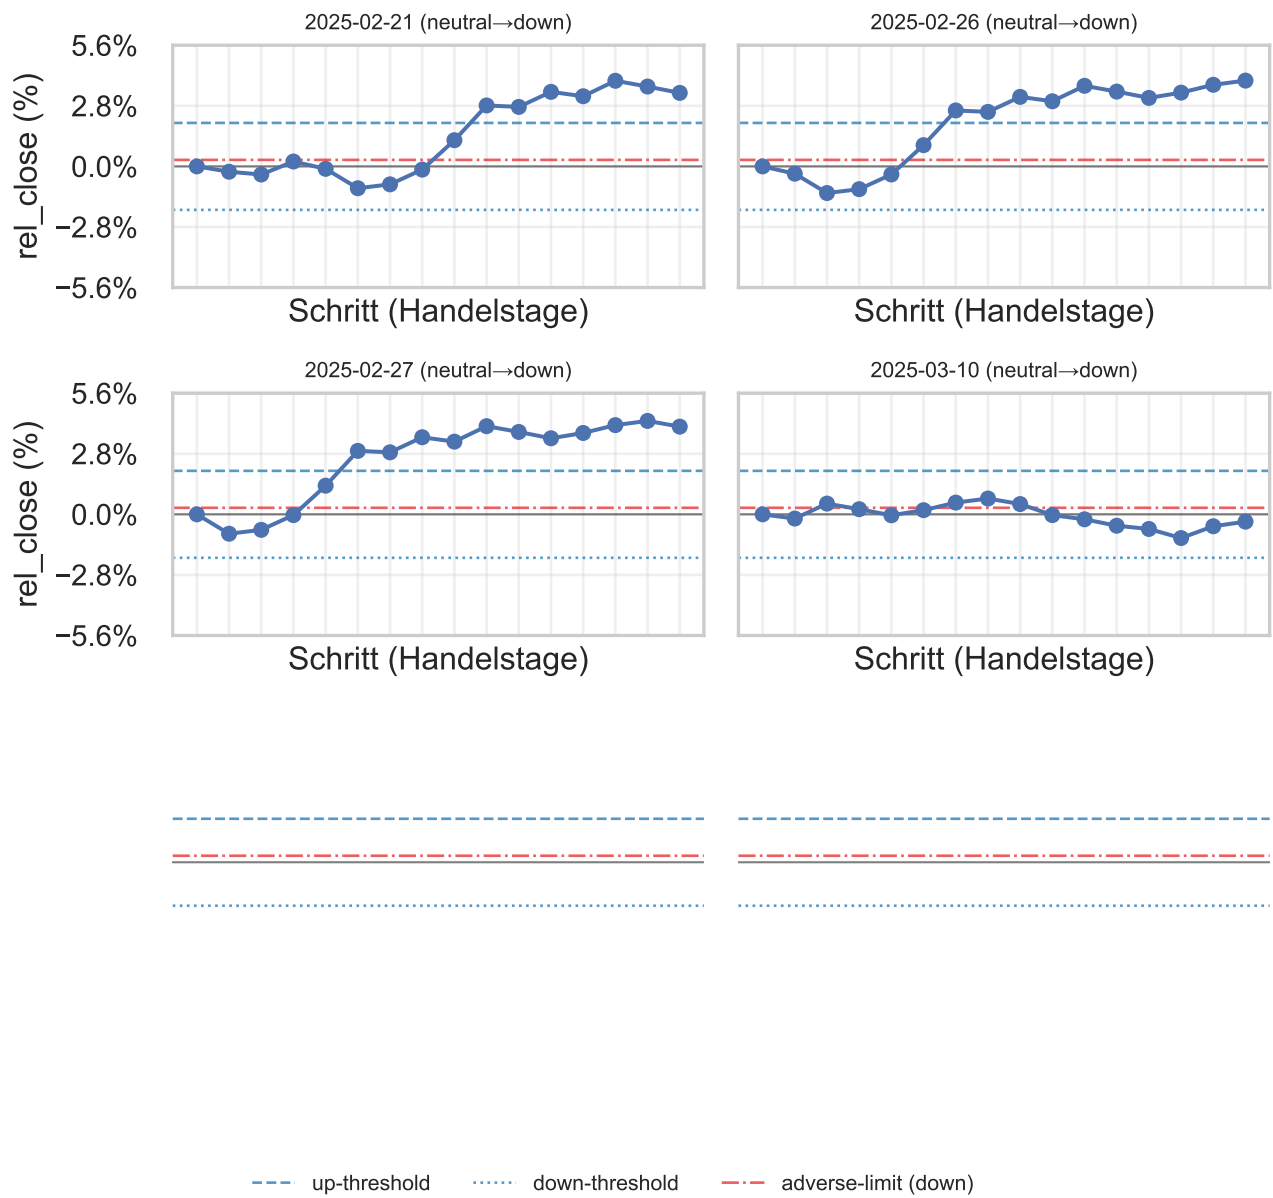 2025-02-21 (neutral→down)
2025-02-26 (neutral→down)
5.6%
2.8%
0.0%
−2.8%
−5.6%
rel_close (%)
Schritt (Handelstage)
Schritt (Handelstage)
2025-02-27 (neutral→down)
2025-03-10 (neutral→down)
5.6%
2.8%
0.0%
−2.8%
−5.6%
rel_close (%)
Schritt (Handelstage)
Schritt (Handelstage)
up-threshold
down-threshold
adverse-limit (down)